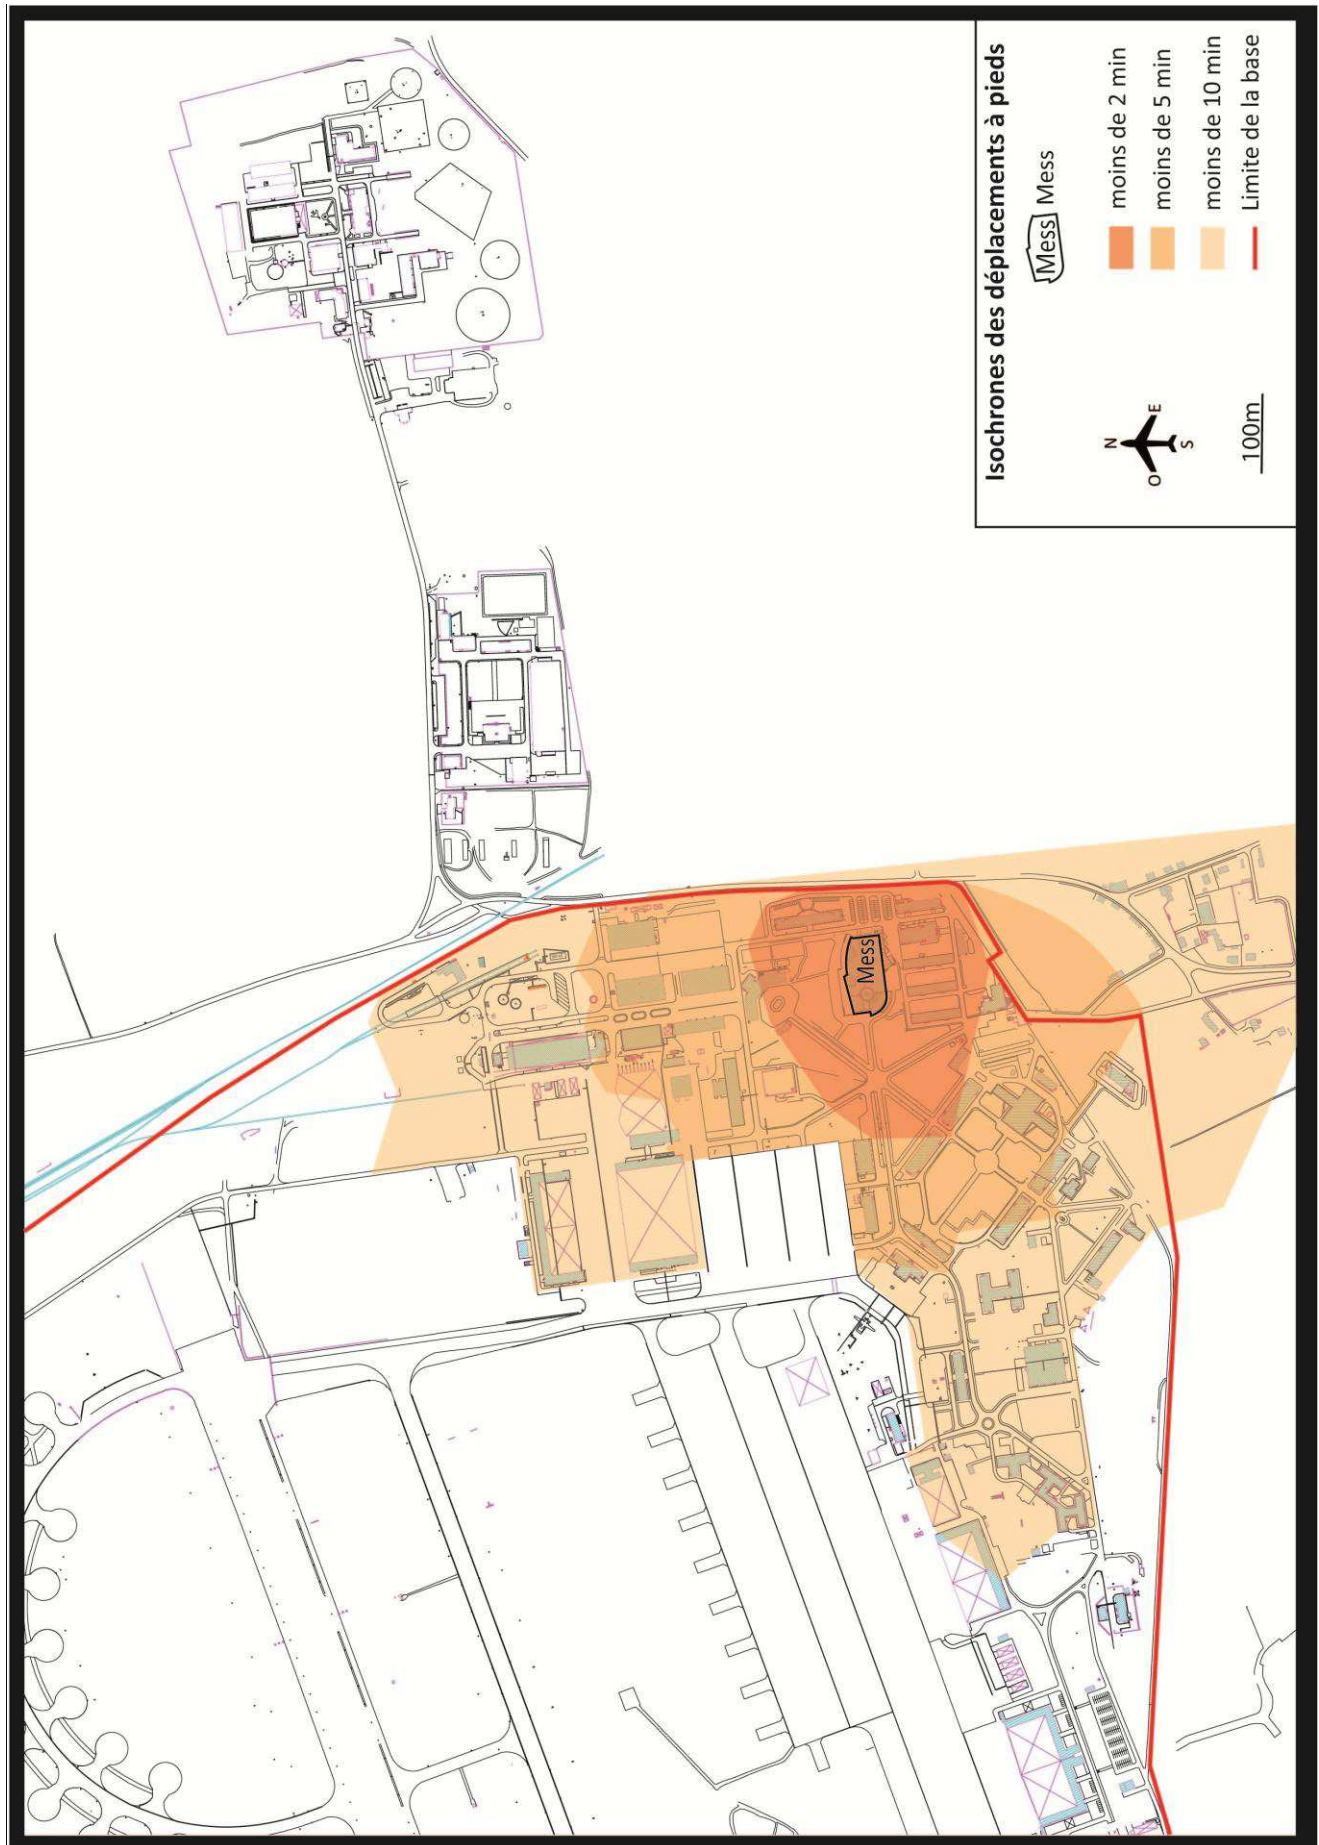 Isochrones des déplacements à pieds
Mess Mess
moins de 2 min
moins de 5 min
moins de 10 min
Limite de la base
N
O
E
S
100m
Mess